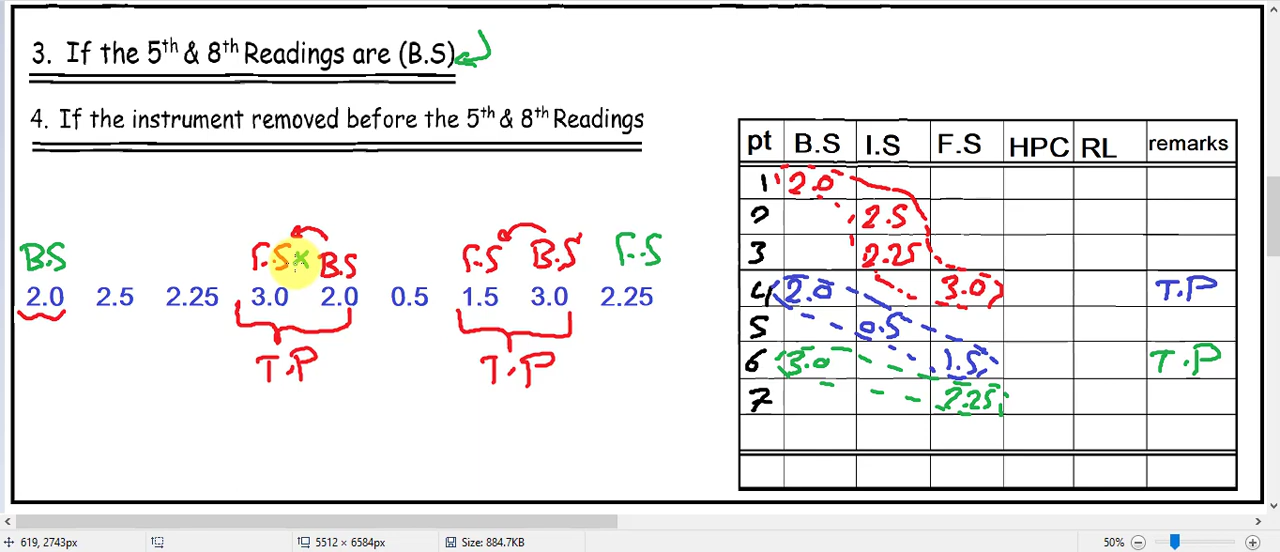 3. If the 5th & 8th Readings are (B.S)
4. If the instrument removed before the 5th & 8th Readings
B.S F.S × B.S F.S B.S F.S
2.0 2.5 2.25 3.0 2.0 0.5 1.5 3.0 2.25
T.P T.P
pt B.S I.S F.S HPC RL remarks
1 2.0
2 2.5
3 2.25
4 2.0 3.0 T.P
5 0.5
6 3.0 1.5 T.P
7 2.25
619, 2743px 5512 × 6584px Size: 884.7KB 50%